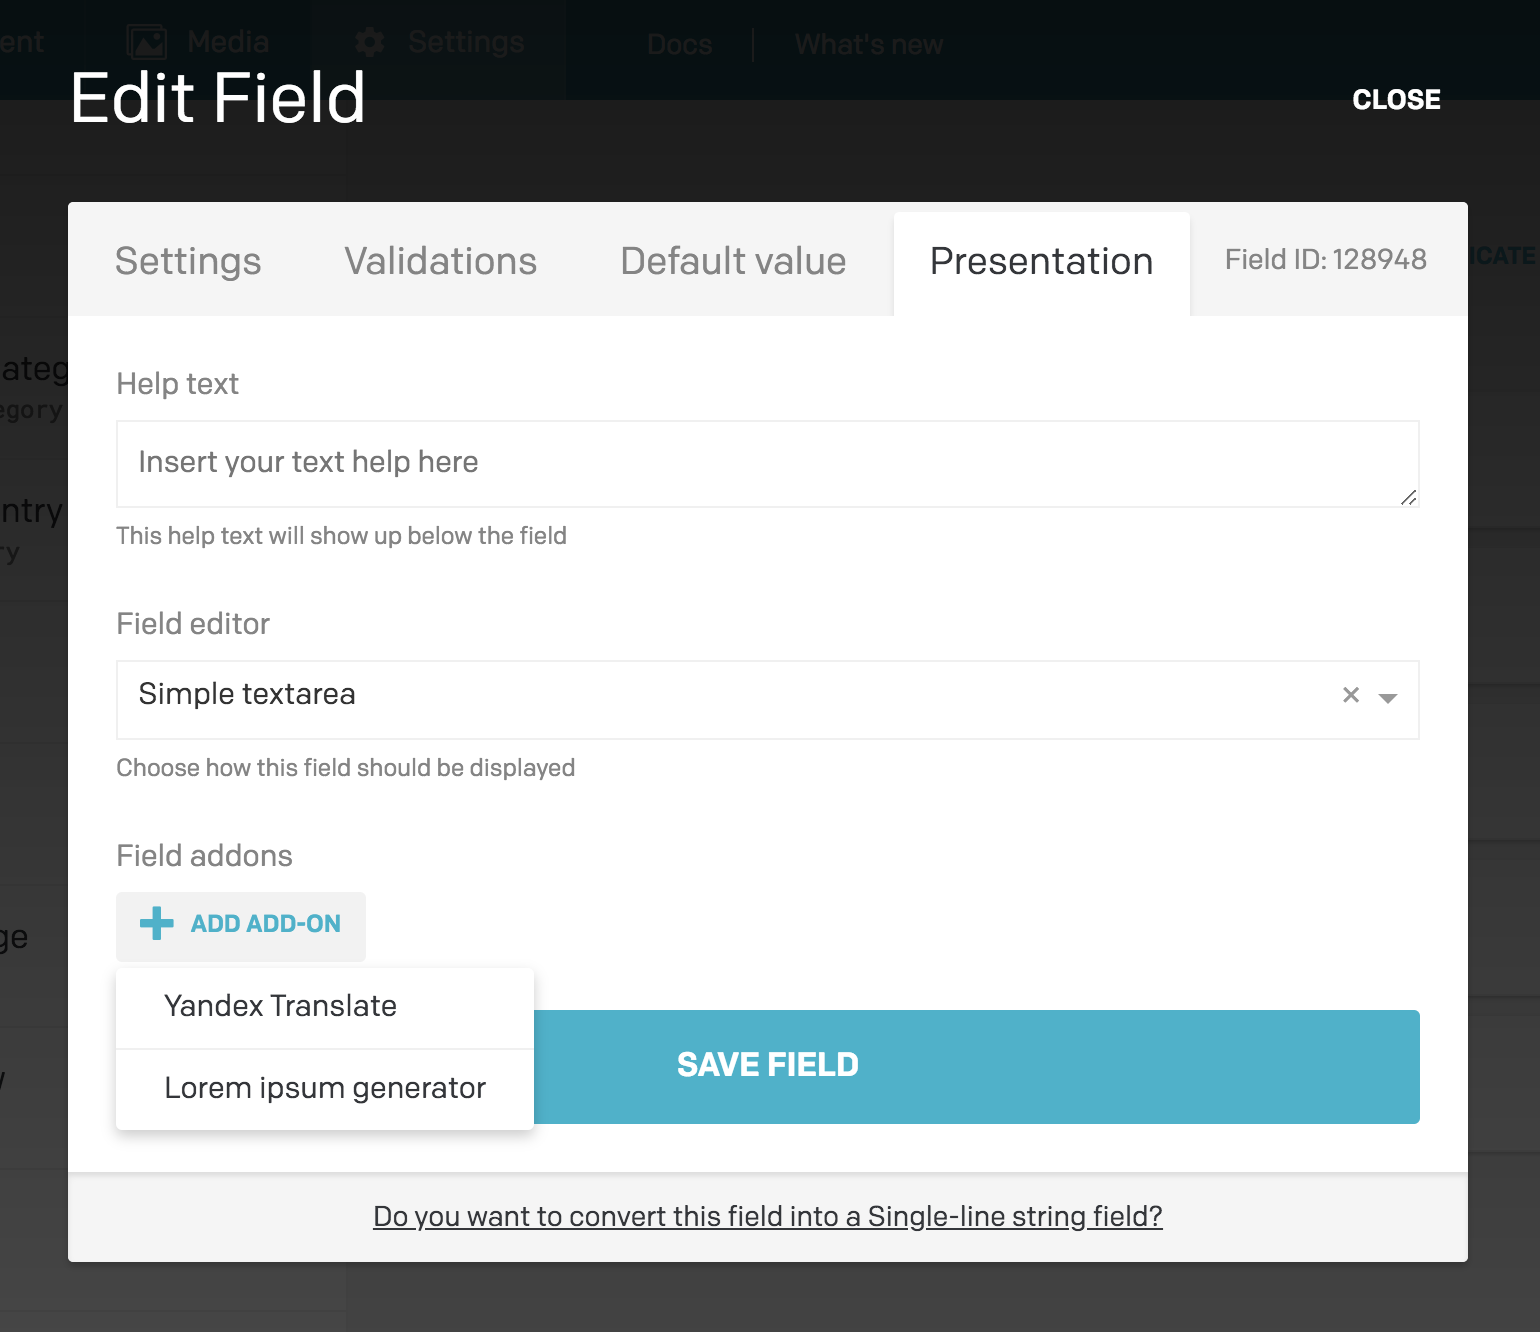 ent
Media
Settings
Docs
What's new
Edit Field
CLOSE
Settings
Validations
Default value
Presentation
Field ID: 128948
ICATE
ateg
egory
ntry
ry
ge
Help text
Insert your text help here
This help text will show up below the field
Field editor
Simple textarea
Choose how this field should be displayed
Field addons
ADD ADD-ON
Yandex Translate
Lorem ipsum generator
SAVE FIELD
Do you want to convert this field into a Single-line string field?